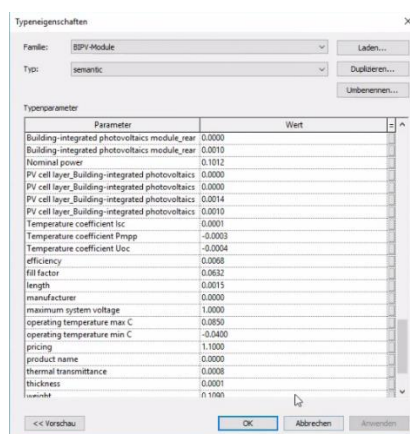 Typeneigenschaften
Familie: BIPV-Module Laden...
Typ: semantic Duplizieren...
Umbenennen...
Typenparameter
Parameter Wert =
Building-integrated photovoltaics module_rear 0.0000
Building-integrated photovoltaics module_rear 0.0010
Nominal power 0.1012
PV cell layer_Building-integrated photovoltaics 0.0000
PV cell layer_Building-integrated photovoltaics 0.0000
PV cell layer_Building-integrated photovoltaics 0.0014
PV cell layer_Building-integrated photovoltaics 0.0010
Temperature coefficient Isc 0.0001
Temperature coefficient Pmpp -0.0003
Temperature coefficient Uoc -0.0004
efficiency 0.0068
fill factor 0.0632
length 0.0015
manufacturer 0.0000
maximum system voltage 1.0000
operating temperature max C 0.0850
operating temperature min C -0.0400
pricing 1.1000
product name 0.0000
thermal transmittance 0.0008
thickness 0.0001
weight 0.1090
<< Vorschau OK Abbrechen Anwenden